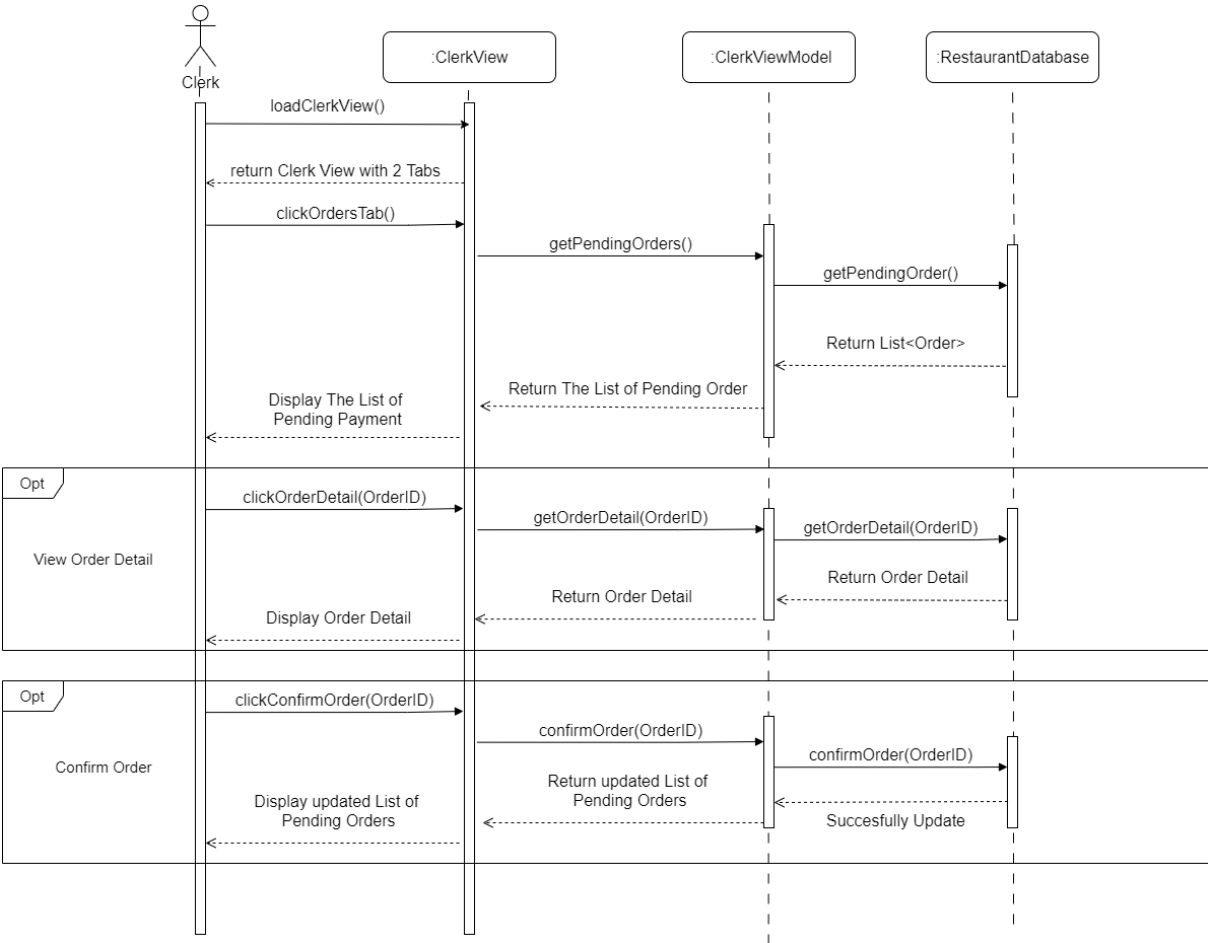 Clerk
:ClerkView
:ClerkViewModel
:RestaurantDatabase
loadClerkView()
return Clerk View with 2 Tabs
clickOrdersTab()
getPendingOrders()
getPendingOrder()
Return List<Order>
Return The List of Pending Order
Display The List of
Pending Payment
Opt
View Order Detail
clickOrderDetail(OrderID)
getOrderDetail(OrderID)
getOrderDetail(OrderID)
Return Order Detail
Return Order Detail
Display Order Detail
Opt
Confirm Order
clickConfirmOrder(OrderID)
confirmOrder(OrderID)
confirmOrder(OrderID)
Succesfully Update
Return updated List of
Pending Orders
Display updated List of
Pending Orders